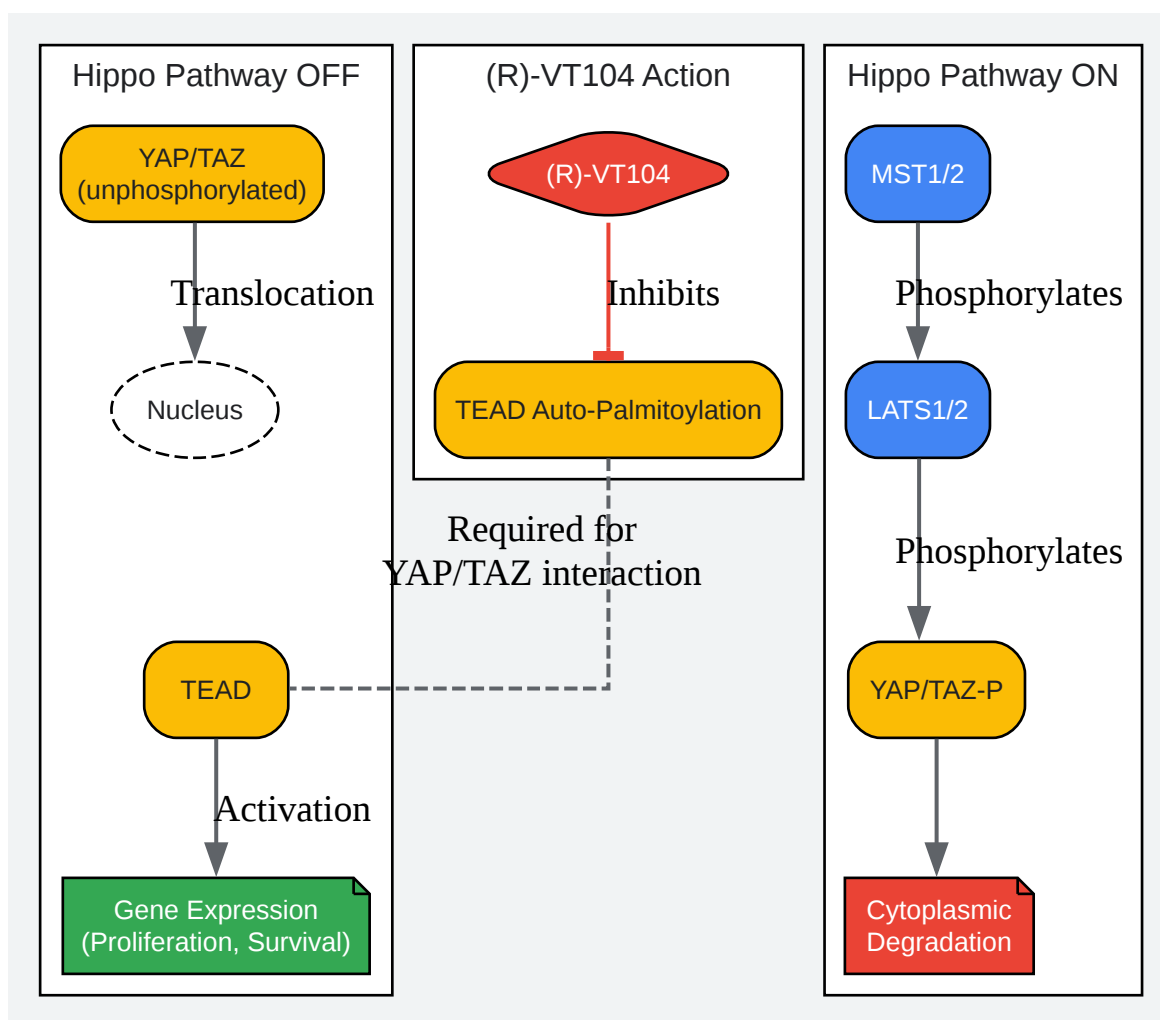 Hippo Pathway OFF
YAP/TAZ
(unphosphorylated)
Translocation
Nucleus
TEAD
Activation
Gene Expression
(Proliferation, Survival)
(R)-VT104 Action
(R)-VT104
Inhibits
TEAD Auto-Palmitoylation
Required for
YAP/TAZ interaction
Hippo Pathway ON
MST1/2
Phosphorylates
LATS1/2
Phosphorylates
YAP/TAZ-P
Cytoplasmic
Degradation